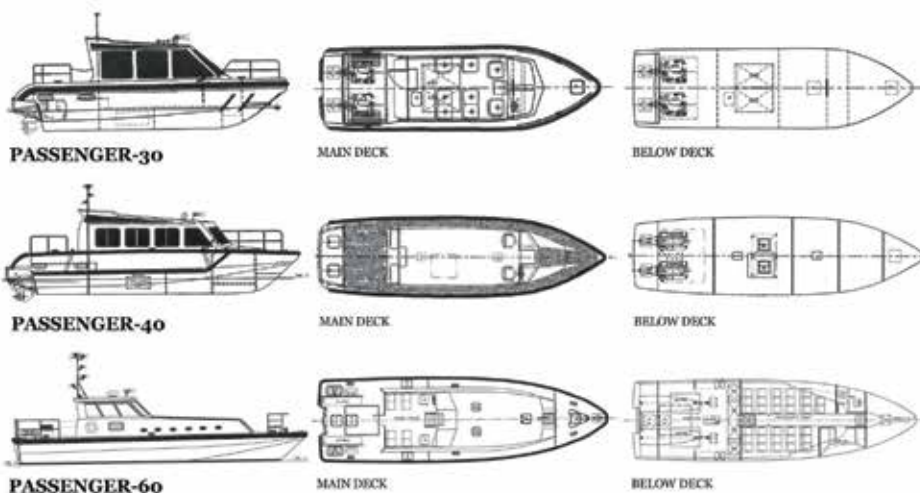 PASSENGER-30
MAIN DECK
BELOW DECK
PASSENGER-40
MAIN DECK
BELOW DECK
PASSENGER-60
MAIN DECK
BELOW DECK